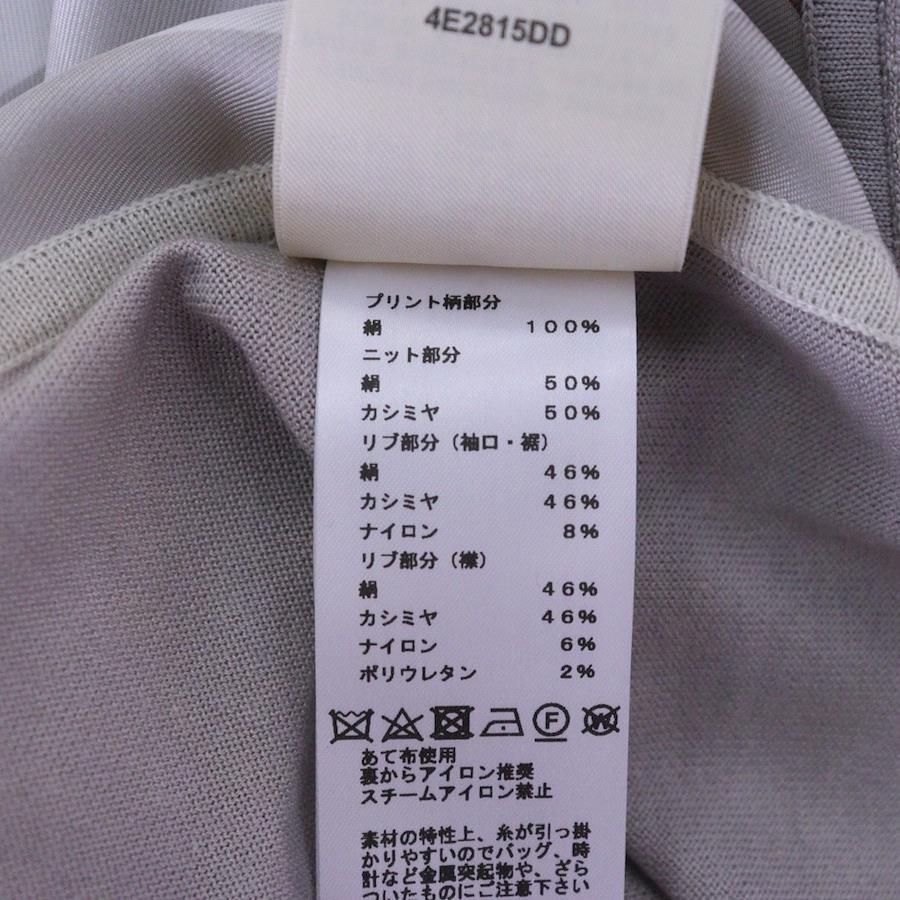 4E2815DD
プリント柄部分
絹 100%
ニット部分
絹 50%
カシミヤ 50%
リブ部分（袖口・裾）
絹 46%
カシミヤ 46%
ナイロン 8%
リブ部分（襟）
絹 46%
カシミヤ 46%
ナイロン 6%
ポリウレタン 2%
F W
あて布使用
裏からアイロン推奨
スチームアイロン禁止
素材の特性上、糸が引っ掛
かりやすいのでバッグ、時
計など金属突起物や、ざら
ついたものにご注意下さい